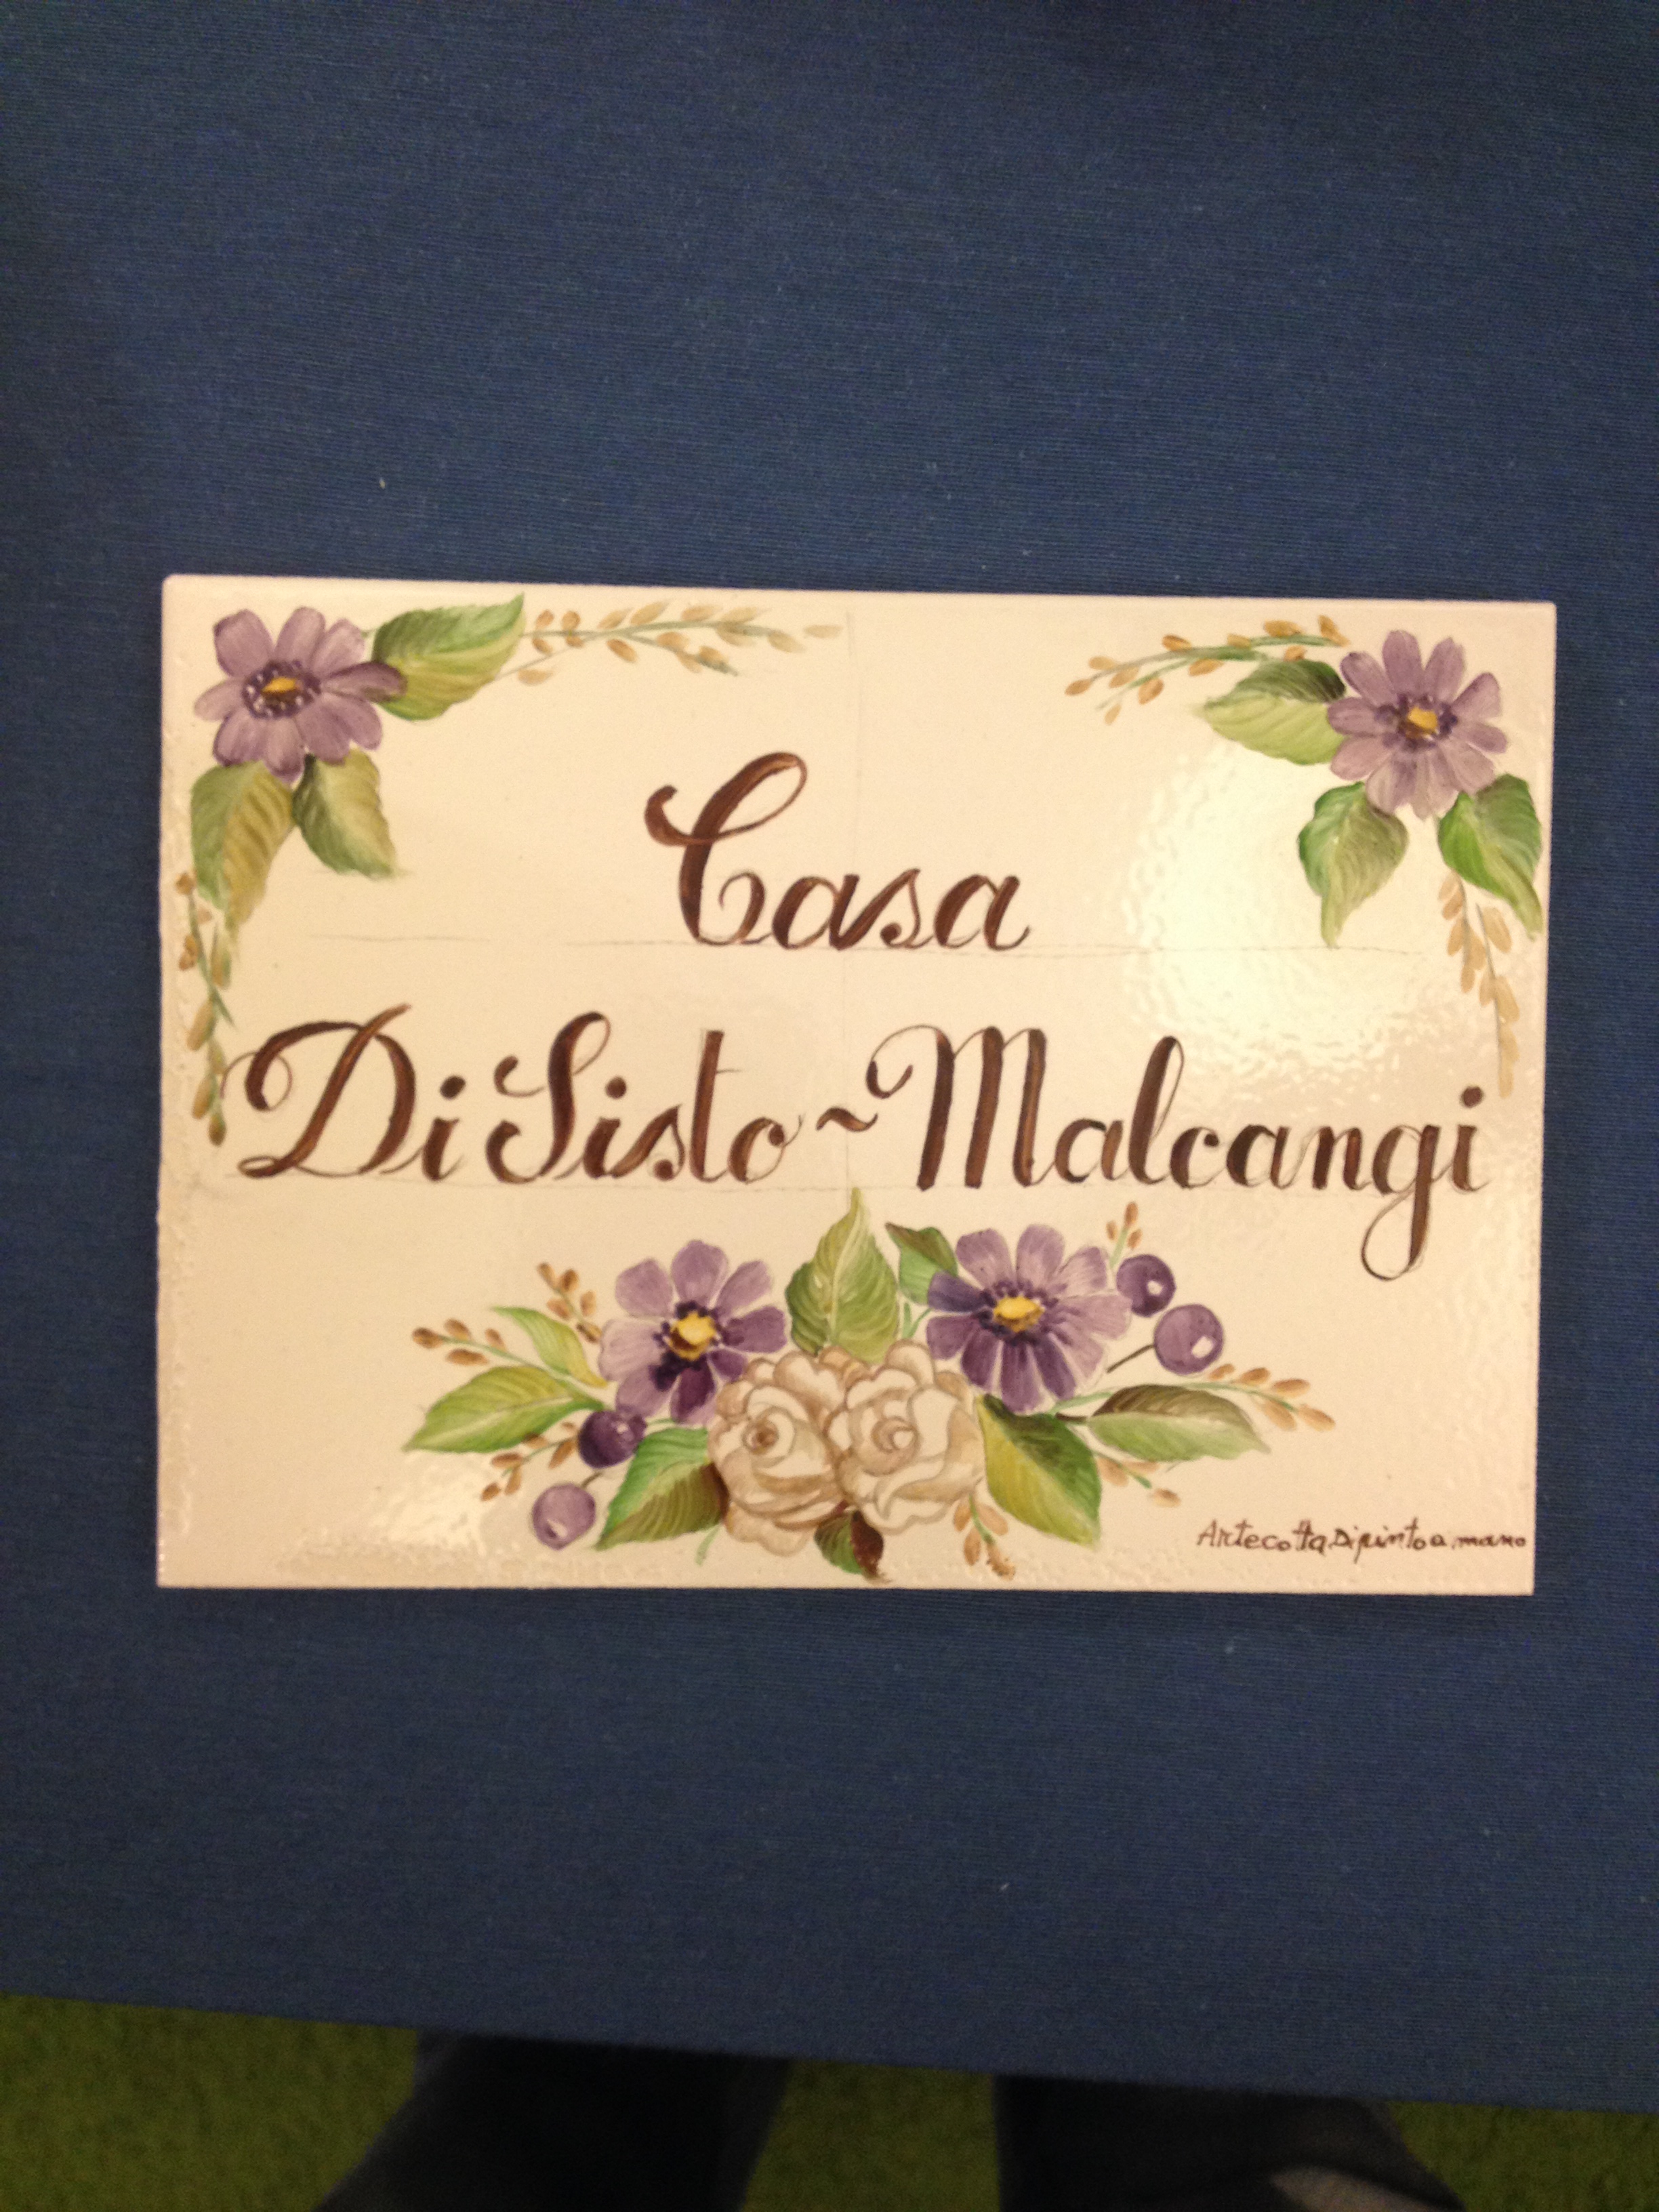 Casa
Di Sisto ~ Malcangi
Artecotta Dipinto a mano